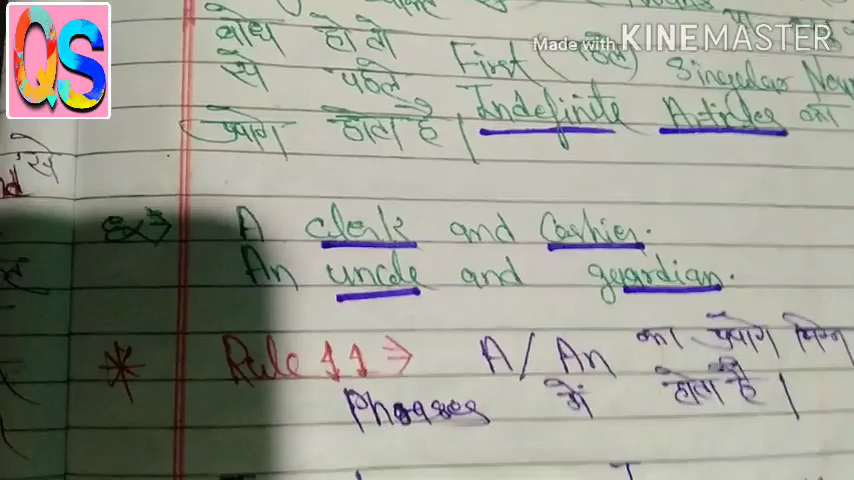 QS
Made with KINEMASTER
बोध हो तो First (पहले) Singular Noun
से पहले Indefinite Articles का
प्रयोग होता है।
से
Ex→ A clerk and Cashier.
An uncle and guardian.
* Rule 11 → A/An का प्रयोग निम्न
Phrases में होता है।